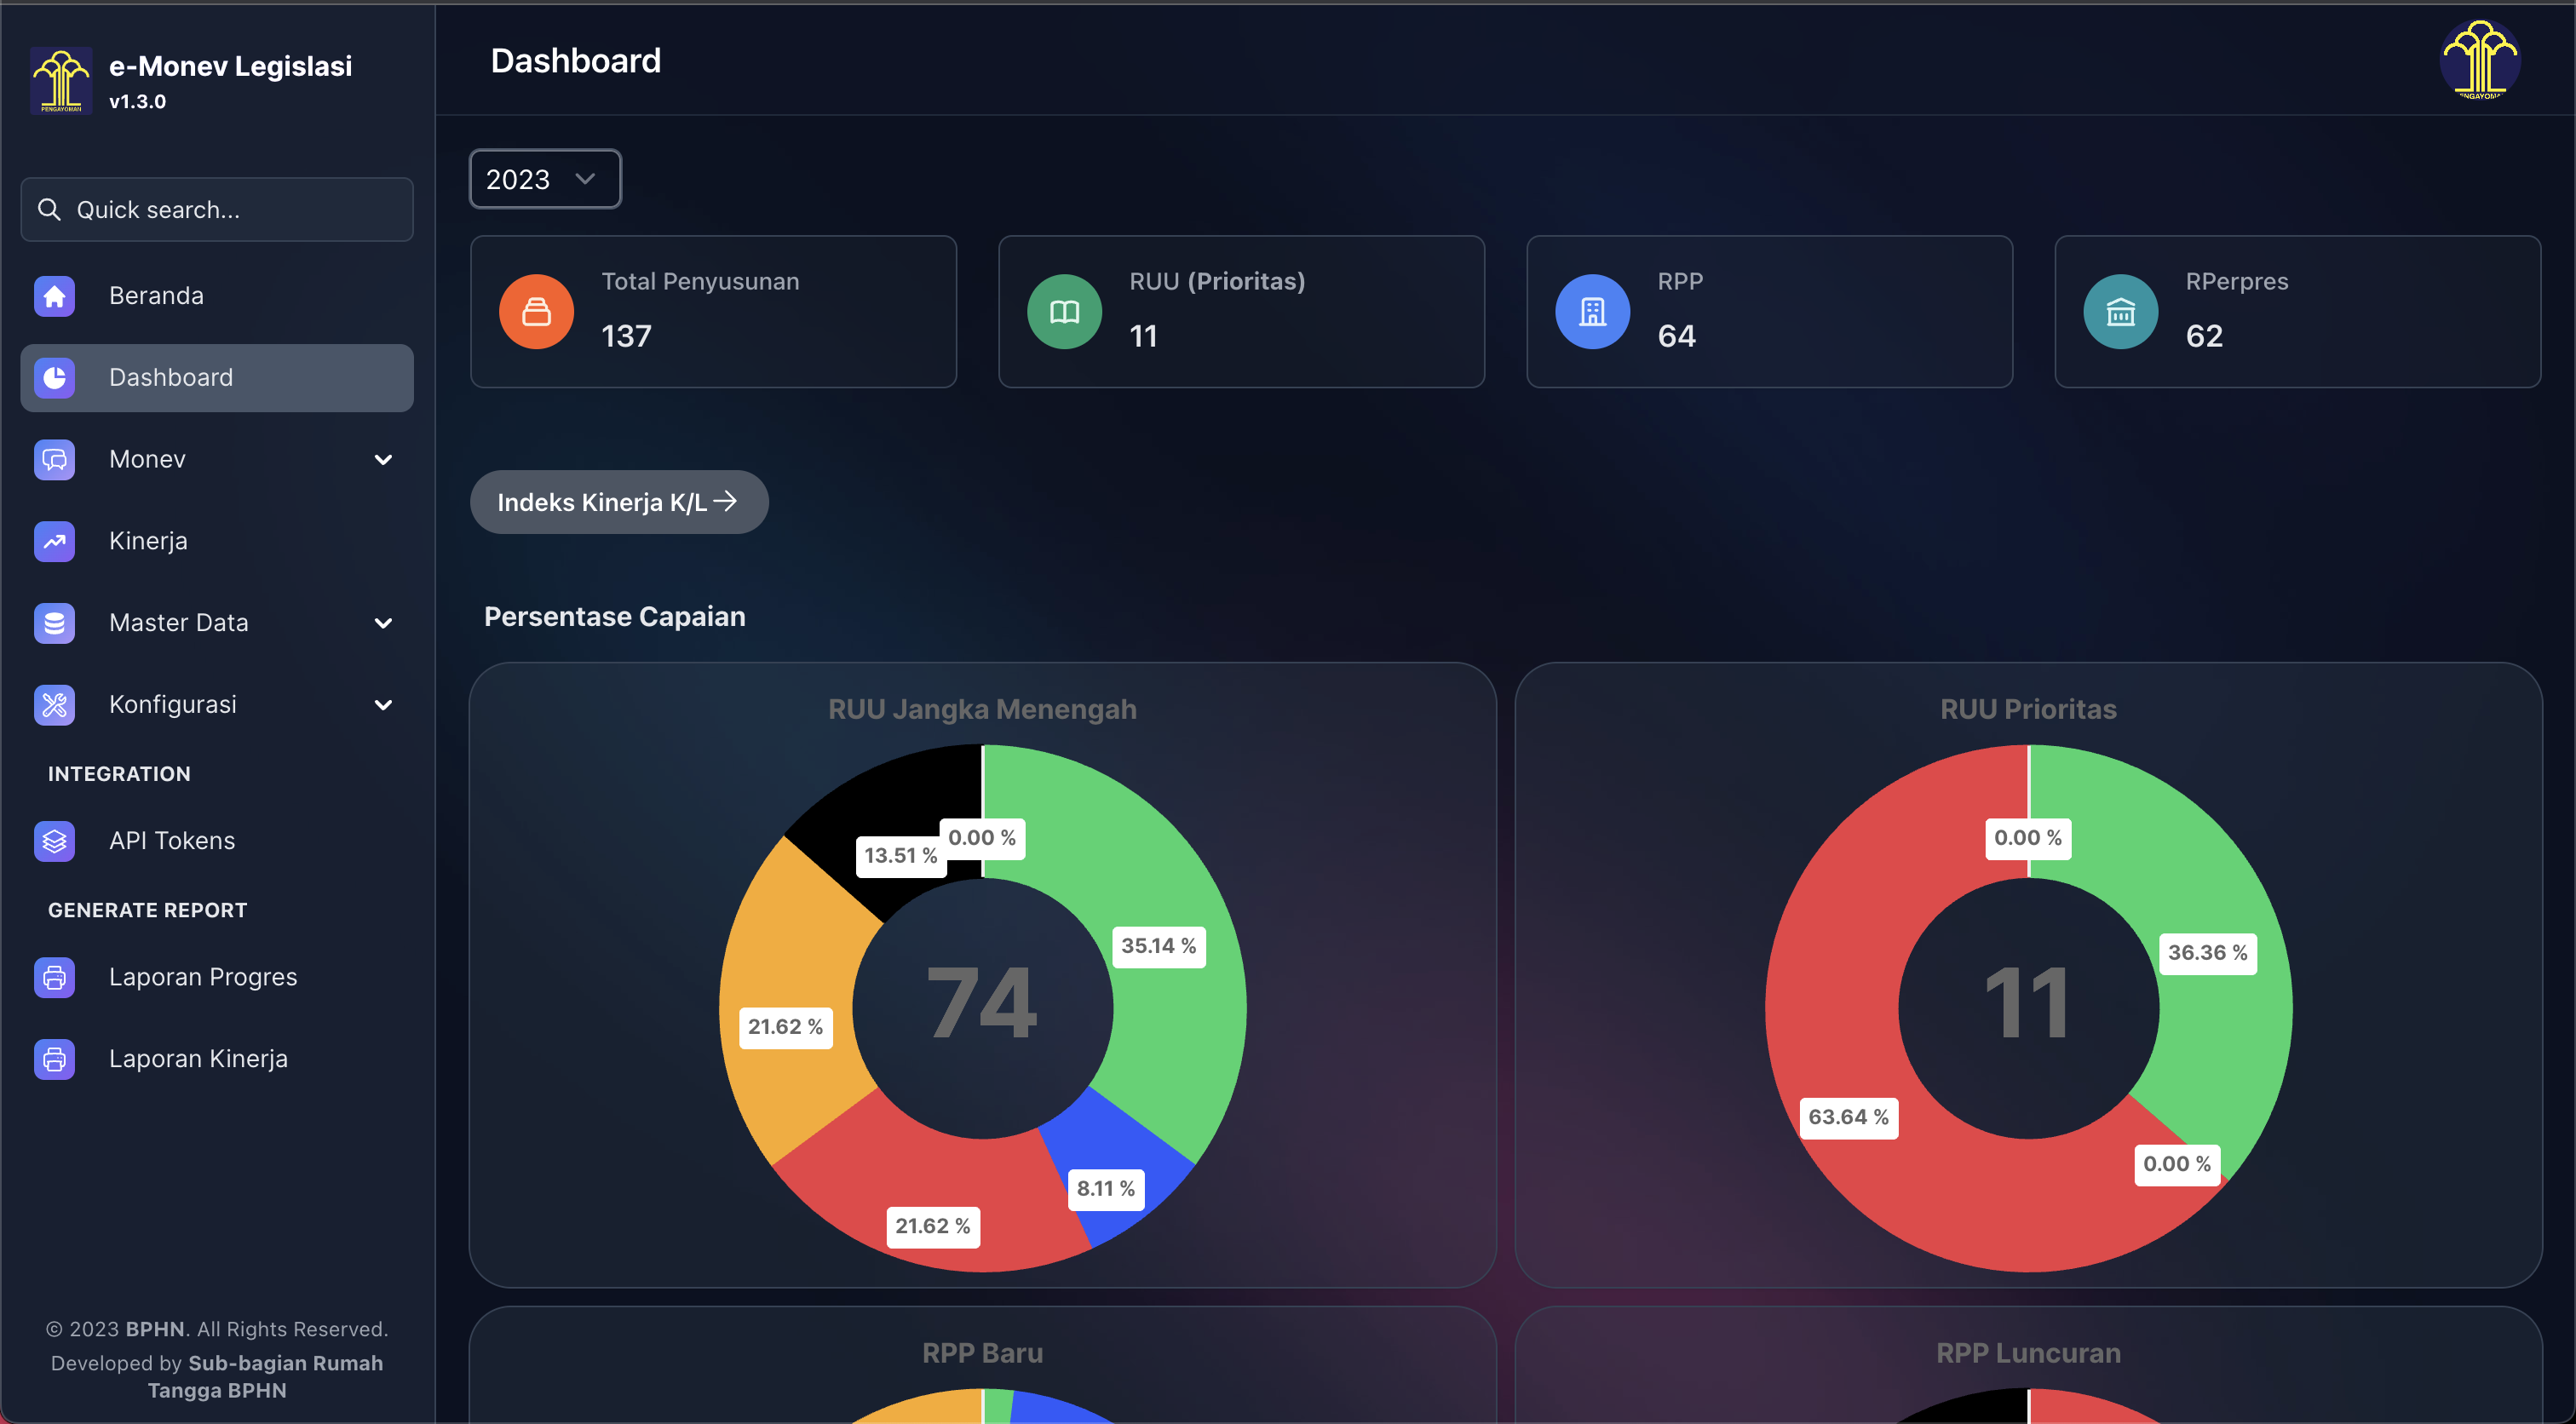 PENGAYOMAN
e-Monev Legislasi
v1.3.0
Quick search...
Beranda
Dashboard
Monev
Kinerja
Master Data
Konfigurasi
INTEGRATION
API Tokens
GENERATE REPORT
Laporan Progres
Laporan Kinerja
© 2023 BPHN. All Rights Reserved.
Developed by Sub-bagian Rumah
Tangga BPHN
Dashboard
2023
Total Penyusunan
137
RUU (Prioritas)
11
RPP
64
RPerpres
62
Indeks Kinerja K/L
Persentase Capaian
RUU Jangka Menengah
0.00 %
13.51 %
35.14 %
74
21.62 %
8.11 %
21.62 %
RUU Prioritas
0.00 %
36.36 %
11
63.64 %
0.00 %
RPP Baru
RPP Luncuran